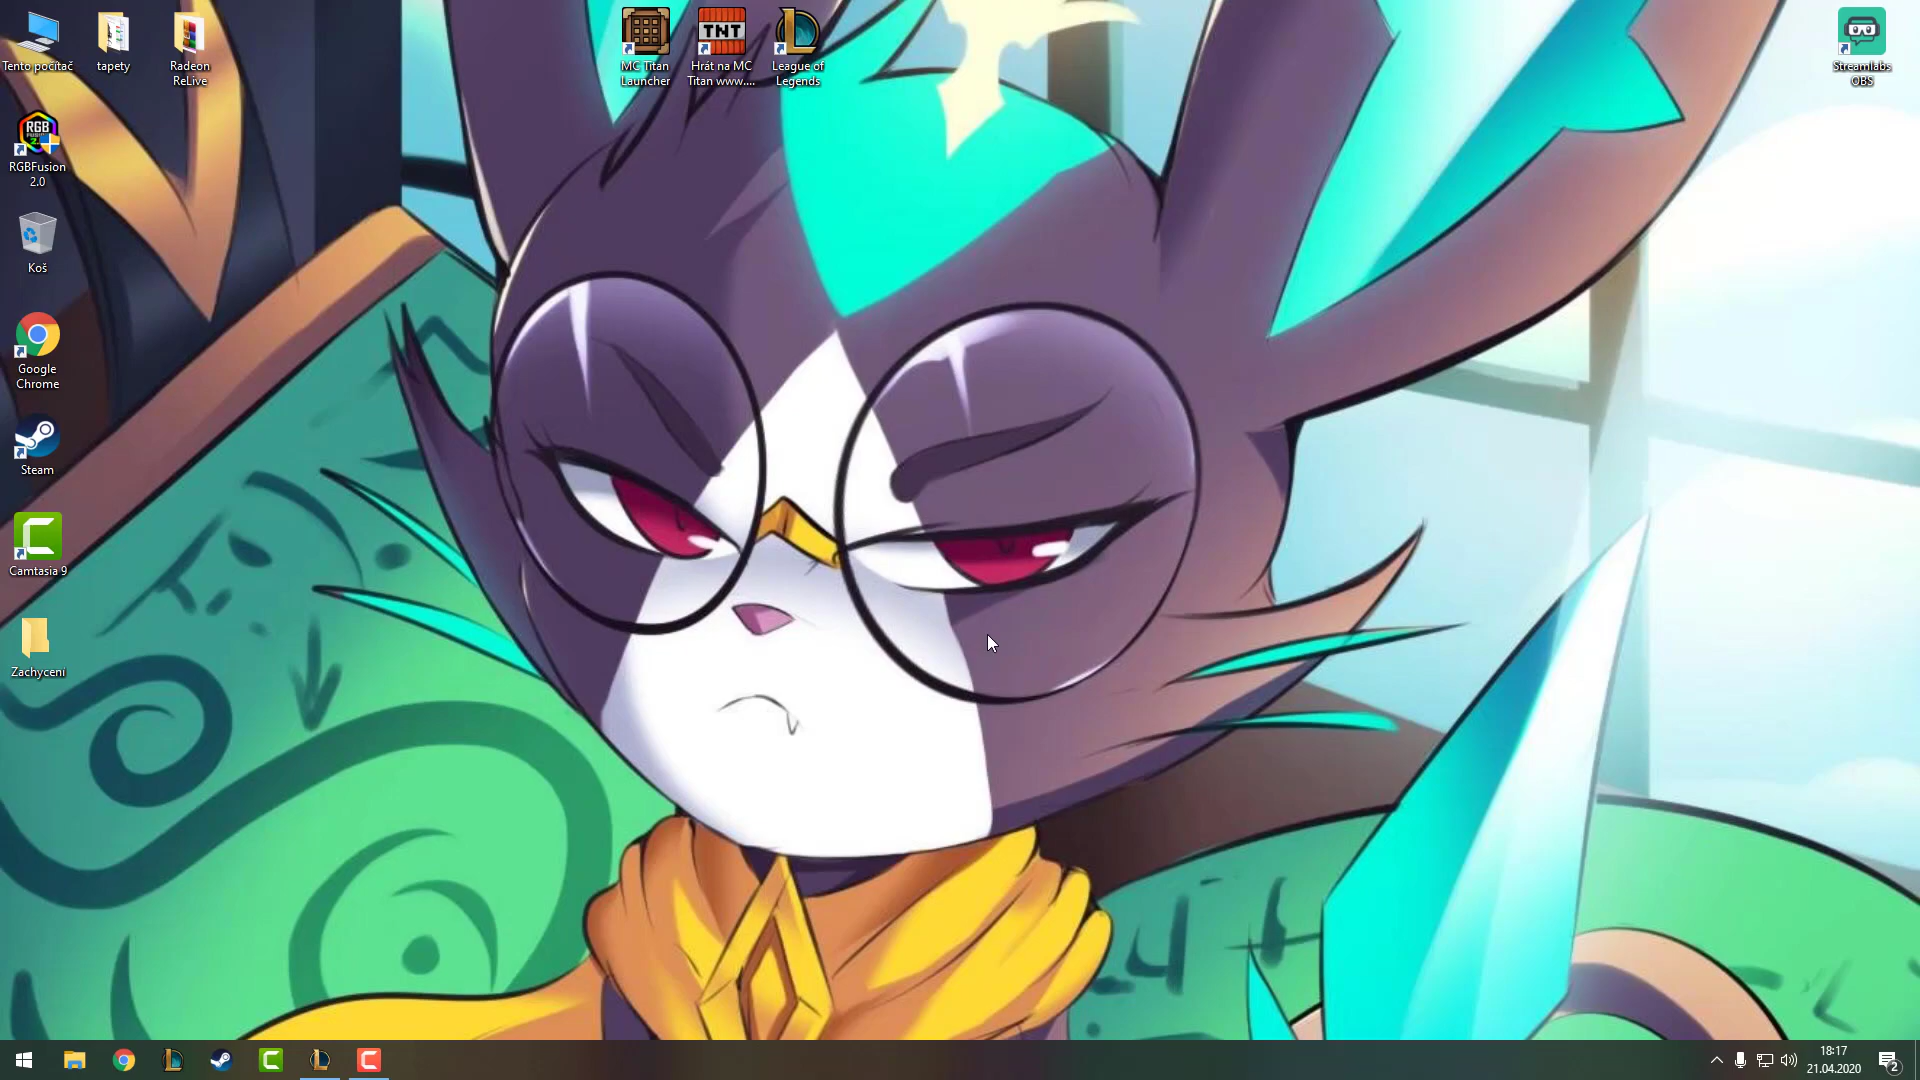 Tento počítač
tapety
Radeon
ReLive
MC Titan
Launcher
TNT
Hrát na MC
Titan www....
League of
Legends
Streamlabs
OBS
RGB
RGBFusion
2.0
Koš
Google
Chrome
Steam
Camtasia 9
Zachycení
18:17
21.04.2020
2